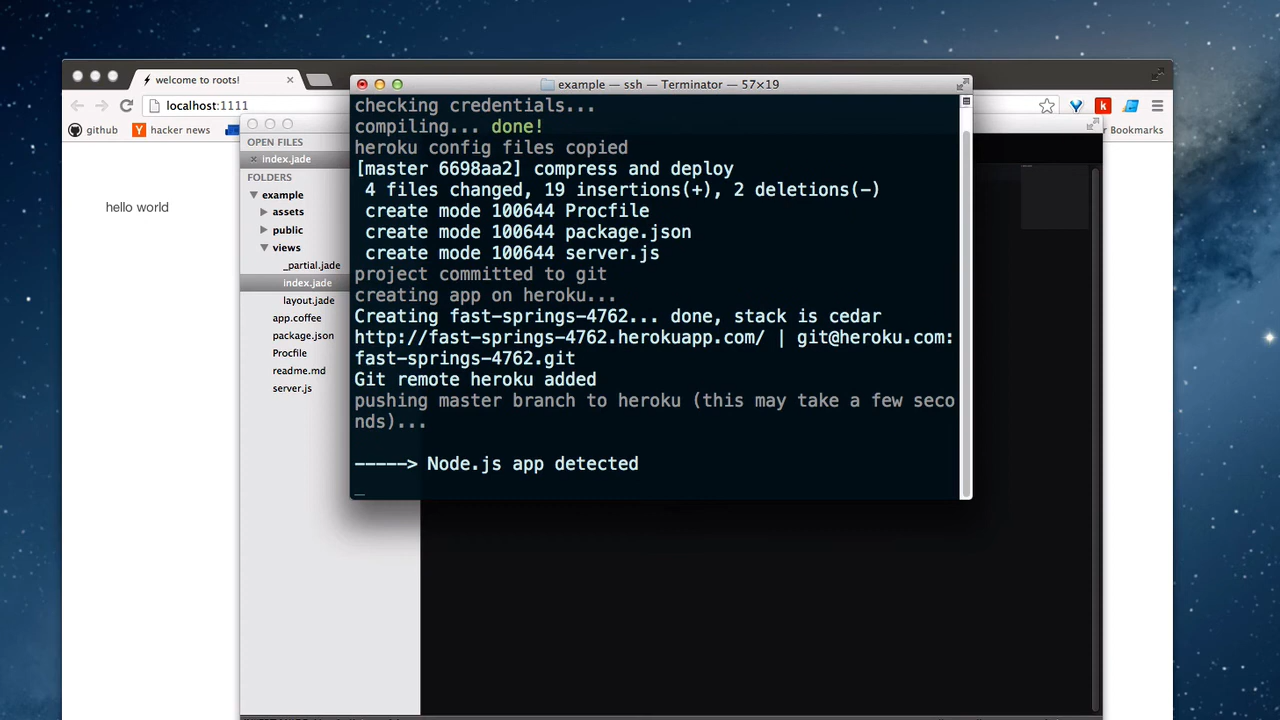 welcome to roots!
example — ssh — Terminator — 57×19
localhost:1111
github
hacker news
Bookmarks
hello world
OPEN FILES
index.jade
FOLDERS
example
assets
public
views
_partial.jade
index.jade
layout.jade
app.coffee
package.json
Procfile
readme.md
server.js
checking credentials...
compiling... done!
heroku config files copied
[master 6698aa2] compress and deploy
4 files changed, 19 insertions(+), 2 deletions(-)
create mode 100644 Procfile
create mode 100644 package.json
create mode 100644 server.js
project committed to git
creating app on heroku...
Creating fast-springs-4762... done, stack is cedar
http://fast-springs-4762.herokuapp.com/ | git@heroku.com:
fast-springs-4762.git
Git remote heroku added
pushing master branch to heroku (this may take a few seco
nds)...
-----> Node.js app detected